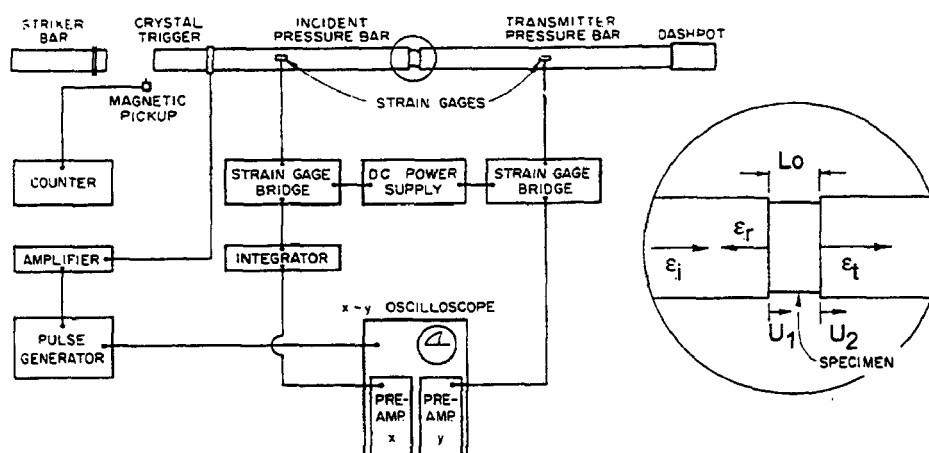 STRIKER
BAR
CRYSTAL
TRIGGER
INCIDENT
PRESSURE BAR
TRANSMITTER
PRESSURE BAR
DASHPOT
MAGNETIC
PICKUP
STRAIN GAGES
COUNTER
STRAIN GAGE
BRIDGE
DC POWER
SUPPLY
STRAIN GAGE
BRIDGE
AMPLIFIER
INTEGRATOR
x-y OSCILLOSCOPE
PULSE
GENERATOR
PRE-
AMP
x
PRE-
AMP
y
Lo
εi
εr
εt
U1
U2
SPECIMEN